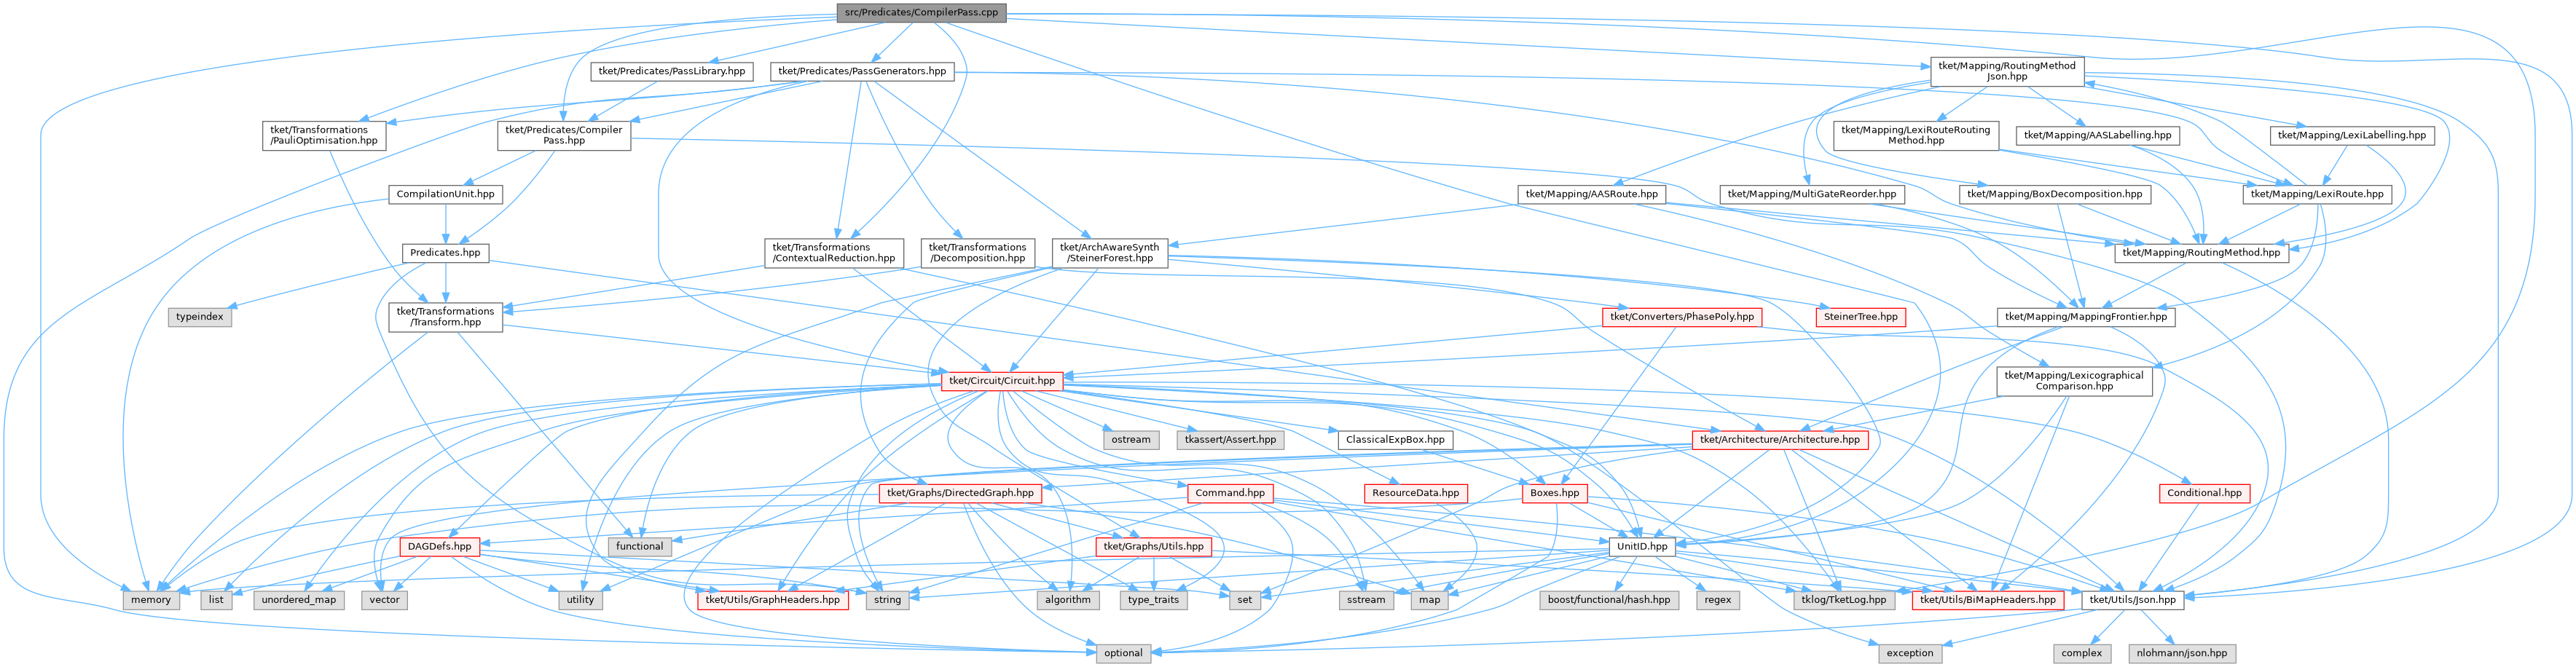 src/Predicates/CompilerPass.cpp
tket/Predicates/PassLibrary.hpp
tket/Predicates/PassGenerators.hpp
tket/Mapping/RoutingMethod
Json.hpp
tket/Transformations
/PauliOptimisation.hpp
tket/Predicates/Compiler
Pass.hpp
tket/Mapping/LexiRouteRouting
Method.hpp
tket/Mapping/AASLabelling.hpp
tket/Mapping/LexiLabelling.hpp
CompilationUnit.hpp
tket/Mapping/AASRoute.hpp
tket/Mapping/MultiGateReorder.hpp
tket/Mapping/BoxDecomposition.hpp
tket/Mapping/LexiRoute.hpp
Predicates.hpp
tket/Transformations
/ContextualReduction.hpp
tket/Transformations
/Decomposition.hpp
tket/ArchAwareSynth
/SteinerForest.hpp
tket/Mapping/RoutingMethod.hpp
typeindex
tket/Transformations
/Transform.hpp
tket/Converters/PhasePoly.hpp
SteinerTree.hpp
tket/Mapping/MappingFrontier.hpp
tket/Circuit/Circuit.hpp
tket/Mapping/Lexicographical
Comparison.hpp
ostream
tkassert/Assert.hpp
ClassicalExpBox.hpp
tket/Architecture/Architecture.hpp
tket/Graphs/DirectedGraph.hpp
Command.hpp
ResourceData.hpp
Boxes.hpp
Conditional.hpp
DAGDefs.hpp
functional
tket/Graphs/Utils.hpp
UnitID.hpp
memory
list
unordered_map
vector
utility
tket/Utils/GraphHeaders.hpp
string
algorithm
type_traits
set
sstream
map
boost/functional/hash.hpp
regex
tklog/TketLog.hpp
tket/Utils/BiMapHeaders.hpp
tket/Utils/Json.hpp
optional
exception
complex
nlohmann/json.hpp